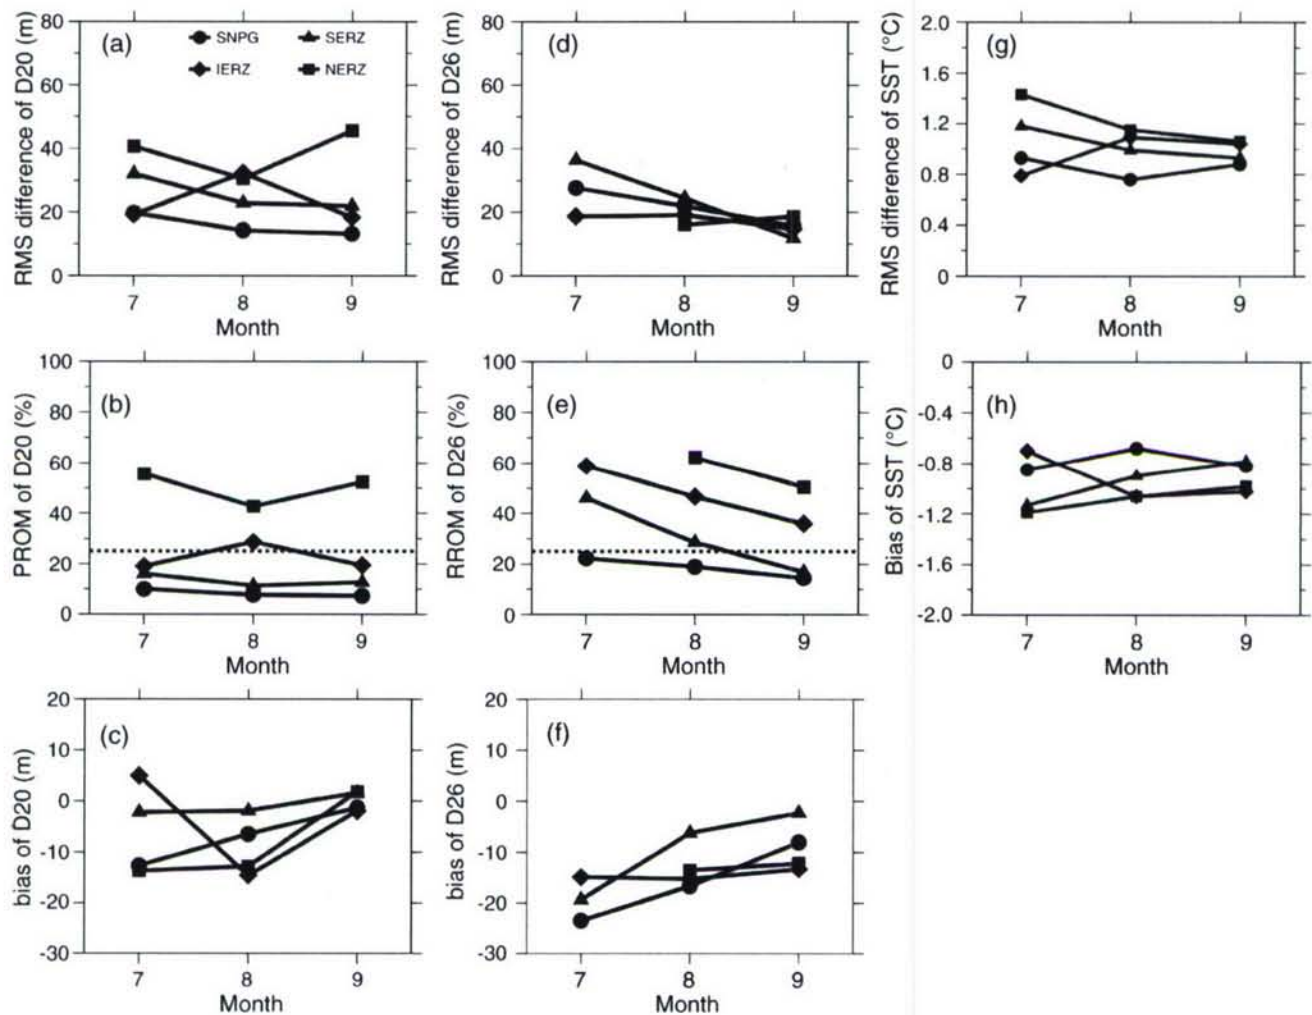 RMS difference of D20 (m)
80
60
40
20
0
(a)
SNPG
SERZ
IERZ
NERZ
7
8
9
Month
RMS difference of D26 (m)
80
60
40
20
0
(d)
7
8
9
Month
RMS difference of SST (°C)
2.0
1.6
1.2
0.8
0.4
0
(g)
7
8
9
Month
PROM of D20 (%)
100
80
60
40
20
0
(b)
7
8
9
Month
RROM of D26 (%)
100
80
60
40
20
0
(e)
7
8
9
Month
Bias of SST (°C)
0
-0.4
-0.8
-1.2
-1.6
-2.0
(h)
7
8
9
Month
bias of D20 (m)
20
10
0
-10
-20
-30
(c)
7
8
9
Month
bias of D26 (m)
20
10
0
-10
-20
-30
(f)
7
8
9
Month